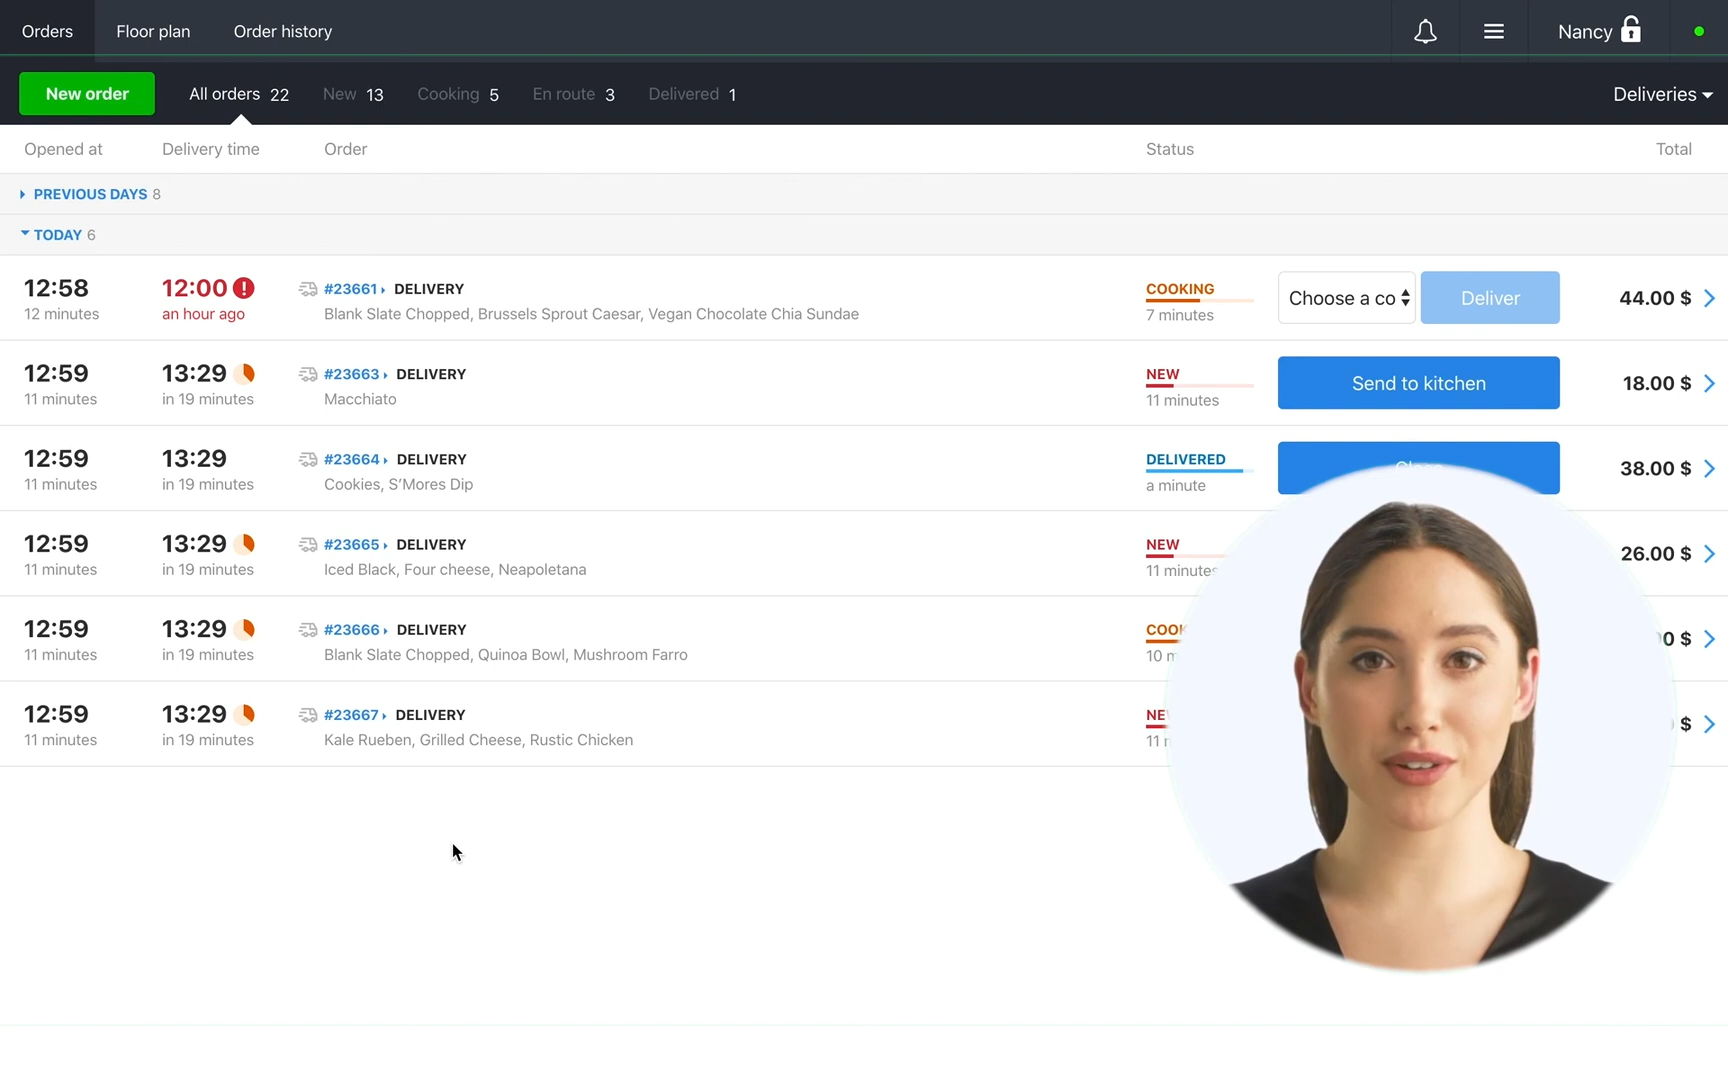 Orders Floor plan Order history Nancy
New order All orders 22 New 13 Cooking 5 En route 3 Delivered 1 Deliveries
Opened at Delivery time Order Status Total
PREVIOUS DAYS 8
TODAY 6
12:58 12:00 #23661 DELIVERY COOKING Choose a co Deliver 44.00 $
12 minutes an hour ago Blank Slate Chopped, Brussels Sprout Caesar, Vegan Chocolate Chia Sundae 7 minutes
12:59 13:29 #23663 DELIVERY NEW Send to kitchen 18.00 $
11 minutes in 19 minutes Macchiato 11 minutes
12:59 13:29 #23664 DELIVERY DELIVERED 38.00 $
11 minutes in 19 minutes Cookies, S’Mores Dip a minute
12:59 13:29 #23665 DELIVERY NEW 26.00 $
11 minutes in 19 minutes Iced Black, Four cheese, Neapoletana 11 minutes
12:59 13:29 #23666 DELIVERY $
11 minutes in 19 minutes Blank Slate Chopped, Quinoa Bowl, Mushroom Farro 10
12:59 13:29 #23667 DELIVERY $
11 minutes in 19 minutes Kale Rueben, Grilled Cheese, Rustic Chicken 11